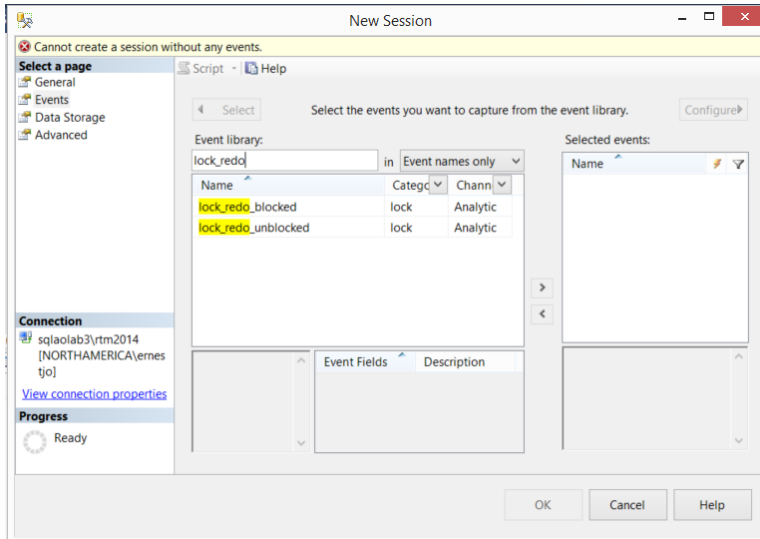 New Session
Cannot create a session without any events.
Select a page
General
Events
Data Storage
Advanced
Script
Help
Select
Select the events you want to capture from the event library.
Configure
Event library:
lock_redo
in
Event names only
Name
Categc
Chann
lock_redo_blocked
lock
Analytic
lock_redo_unblocked
lock
Analytic
Selected events:
Name
Event Fields
Description
Connection
sqlaolab3\rtm2014
[NORTHAMERICA\ernes
tjo]
View connection properties
Progress
Ready
OK
Cancel
Help